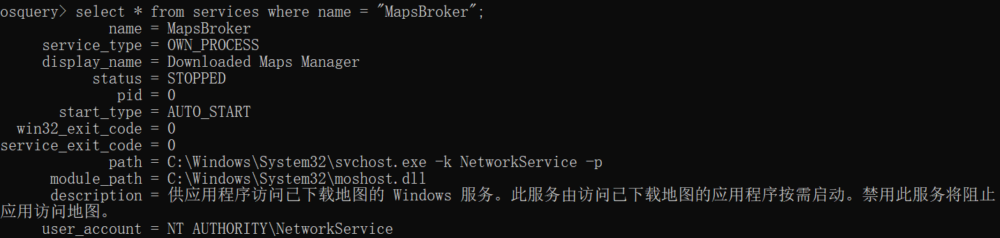 osquery> select * from services where name = "MapsBroker";
name = MapsBroker
service_type = OWN_PROCESS
display_name = Downloaded Maps Manager
status = STOPPED
pid = 0
start_type = AUTO_START
win32_exit_code = 0
service_exit_code = 0
path = C:\Windows\System32\svchost.exe -k NetworkService -p
module_path = C:\Windows\System32\moshost.dll
description = 供应用程序访问已下载地图的 Windows 服务。此服务由访问已下载地图的应用程序按需启动。禁用此服务将阻止
应用访问地图。
user_account = NT AUTHORITY\NetworkService